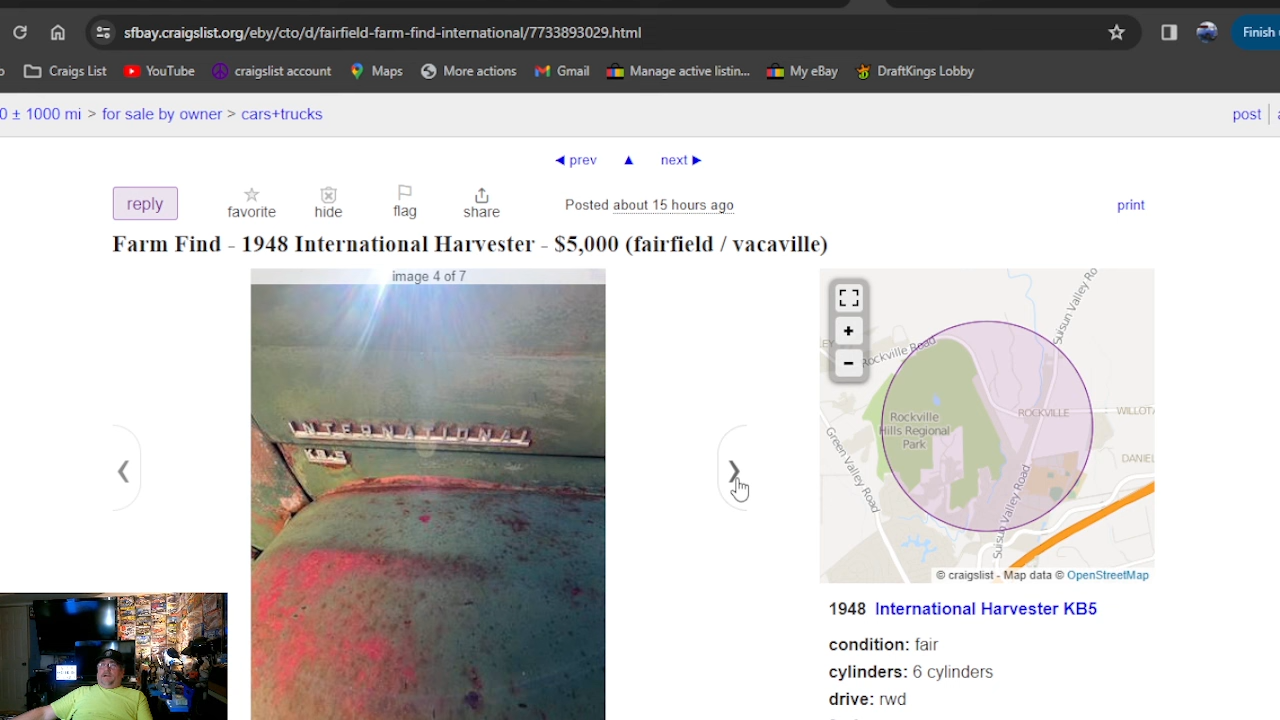 sfbay.craigslist.org/eby/cto/d/fairfield-farm-find-international/7733893029.html
Finish
Craigs List
YouTube
craigslist account
Maps
More actions
Gmail
Manage active listin...
My eBay
DraftKings Lobby
0 ± 1000 mi > for sale by owner > cars+trucks
post
◀ prev ▲ next ▶
reply
favorite
hide
flag
share
Posted about 15 hours ago
print
Farm Find - 1948 International Harvester - $5,000 (fairfield / vacaville)
image 4 of 7
INTERNATIONAL
KB5
+
−
Rockville Road
Suisun Valley Ro
ROCKVILLE
WILLOTA
Rockville
Hills Regional
Park
Green Valley Road
DANIEL
Suisun Valley Road
© craigslist - Map data © OpenStreetMap
1948 International Harvester KB5
condition: fair
cylinders: 6 cylinders
drive: rwd